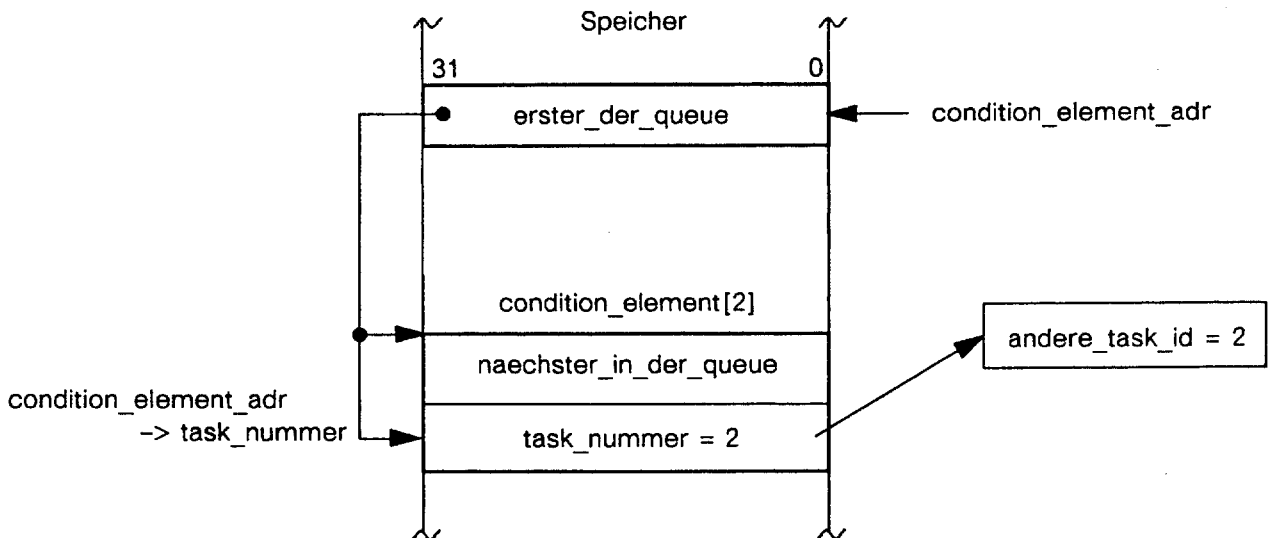 Speicher
31 0
erster_der_queue
condition_element_adr
condition_element[2]
naechster_in_der_queue
andere_task_id = 2
condition_element_adr
-> task_nummer
task_nummer = 2